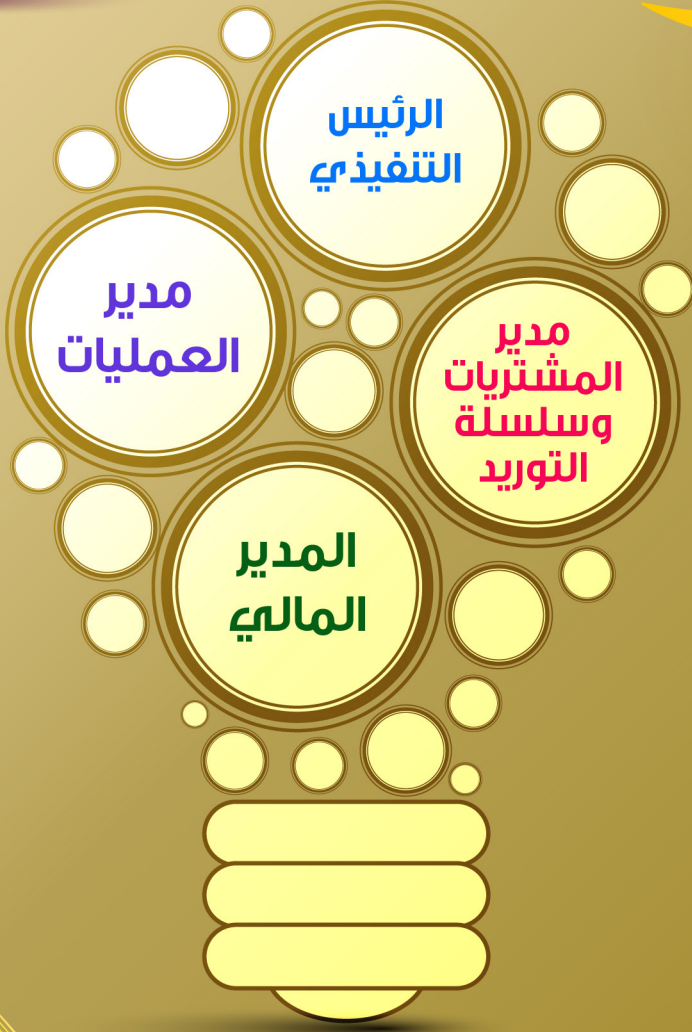 الرئيس
التنفيذي
مدير
العمليات
مدير
المشتريات
وسلسلة
التوريد
المدير
المالي